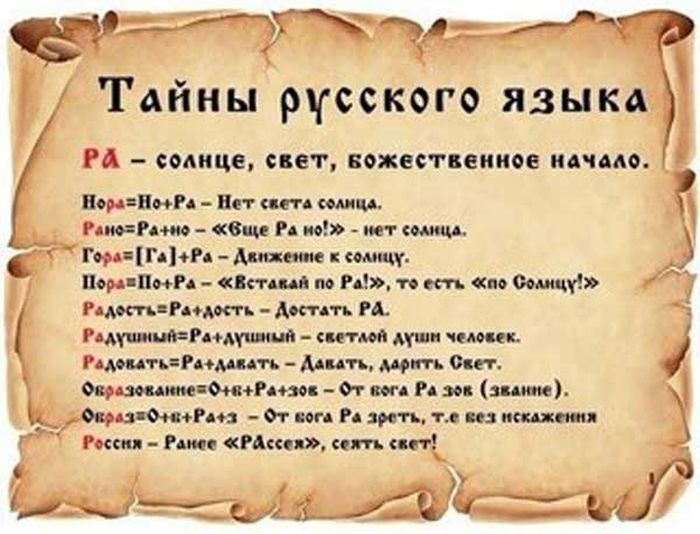 Тайны русского языка
РА – солнце, свет, божественное начало.
Нора=Но+Ра – Нет света солнца.
Рано=Ра+но – «Еще Ра но!» - нет солнца.
Гора=[Га]+Ра – Движение к солнцу.
Пора=По+Ра – «Вставай по Ра!», то есть «по Солнцу!»
Радость=Ра+дость – Достать РА.
Радушный=Ра+душный – светлой души человек.
Радовать=Ра+давать – Давать, дарить Свет.
Образование=О+б+Ра+зов – От бога Ра зов (звание).
Образ=О+б+Ра+з – От бога Ра зреть, т.е без искажения
Россия – Ранее «РАссея», сеять свет!